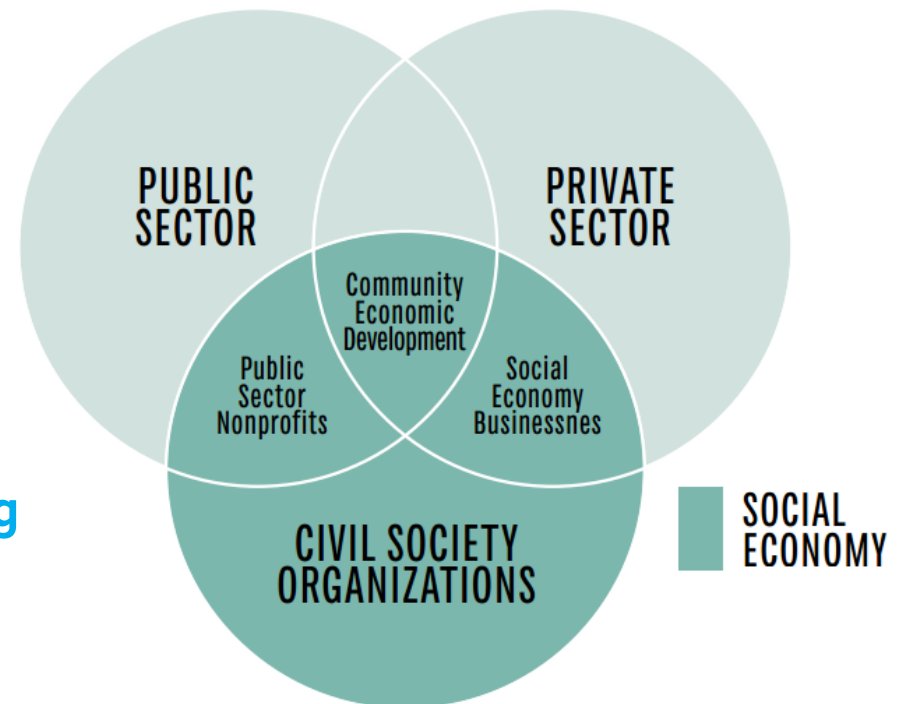 PUBLIC
SECTOR
PRIVATE
SECTOR
Community
Economic
Development
Public
Sector
Nonprofits
Social
Economy
Businessnes
g
CIVIL SOCIETY
ORGANIZATIONS
SOCIAL
ECONOMY